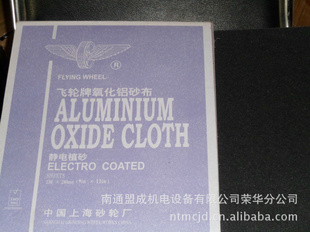 ®
FLYING WHEEL
飞轮牌氧化铝砂布
ALUMINIUM
OXIDE CLOTH
静电植砂
ELECTRO COATED
中国上海砂轮厂
南通盟成机电设备有限公司荣华分公司
ntmcjd.cn.alibaba.com